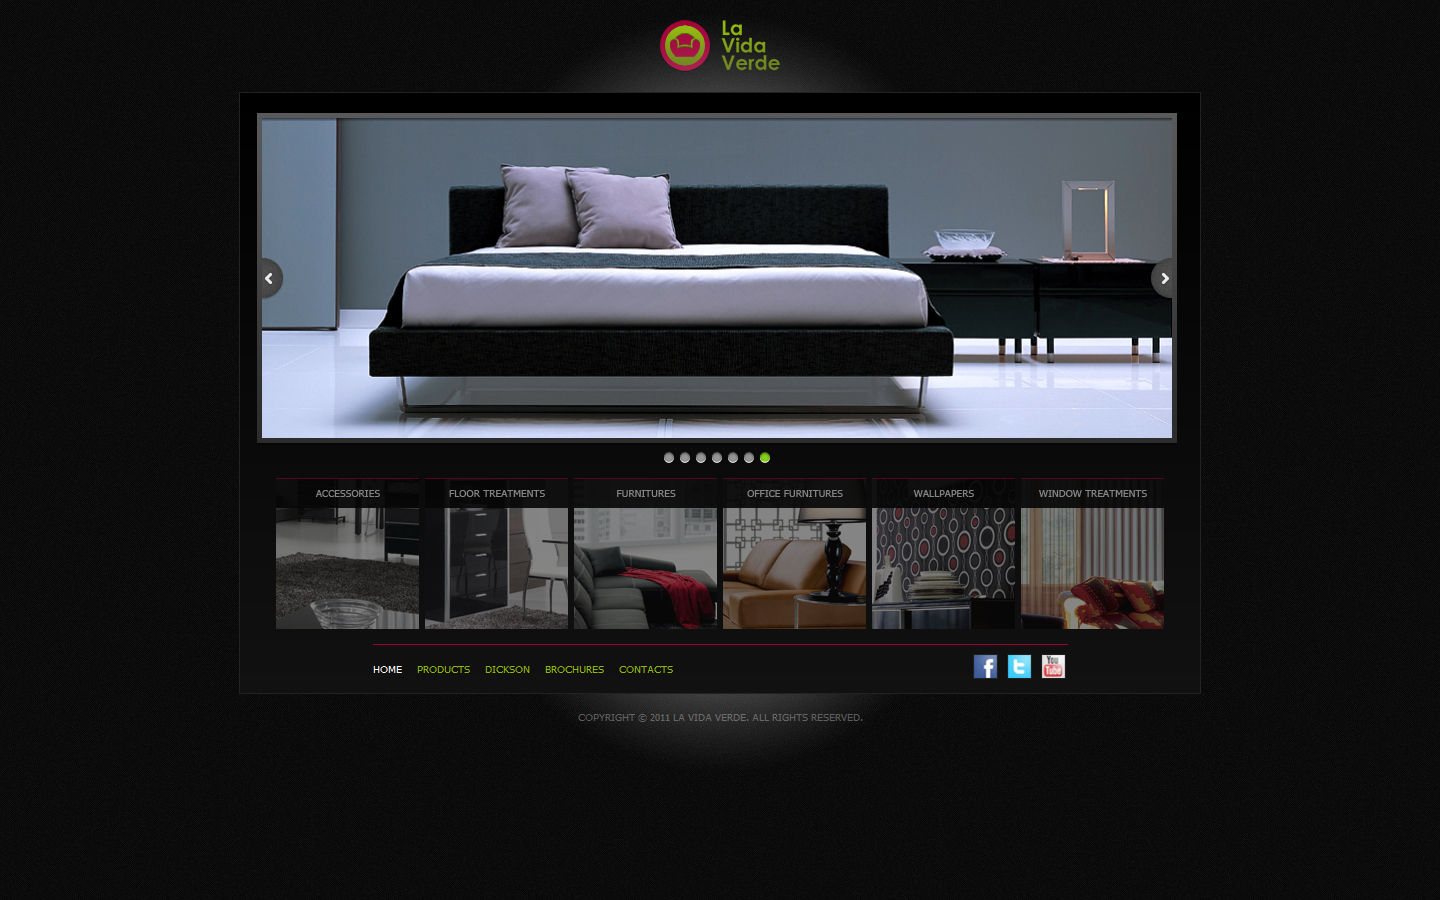 La
Vida
Verde
ACCESSORIES
FLOOR TREATMENTS
FURNITURES
OFFICE FURNITURES
WALLPAPERS
WINDOW TREATMENTS
HOME
PRODUCTS
DICKSON
BROCHURES
CONTACTS
f
t
You
Tube
COPYRIGHT © 2011 LA VIDA VERDE. ALL RIGHTS RESERVED.